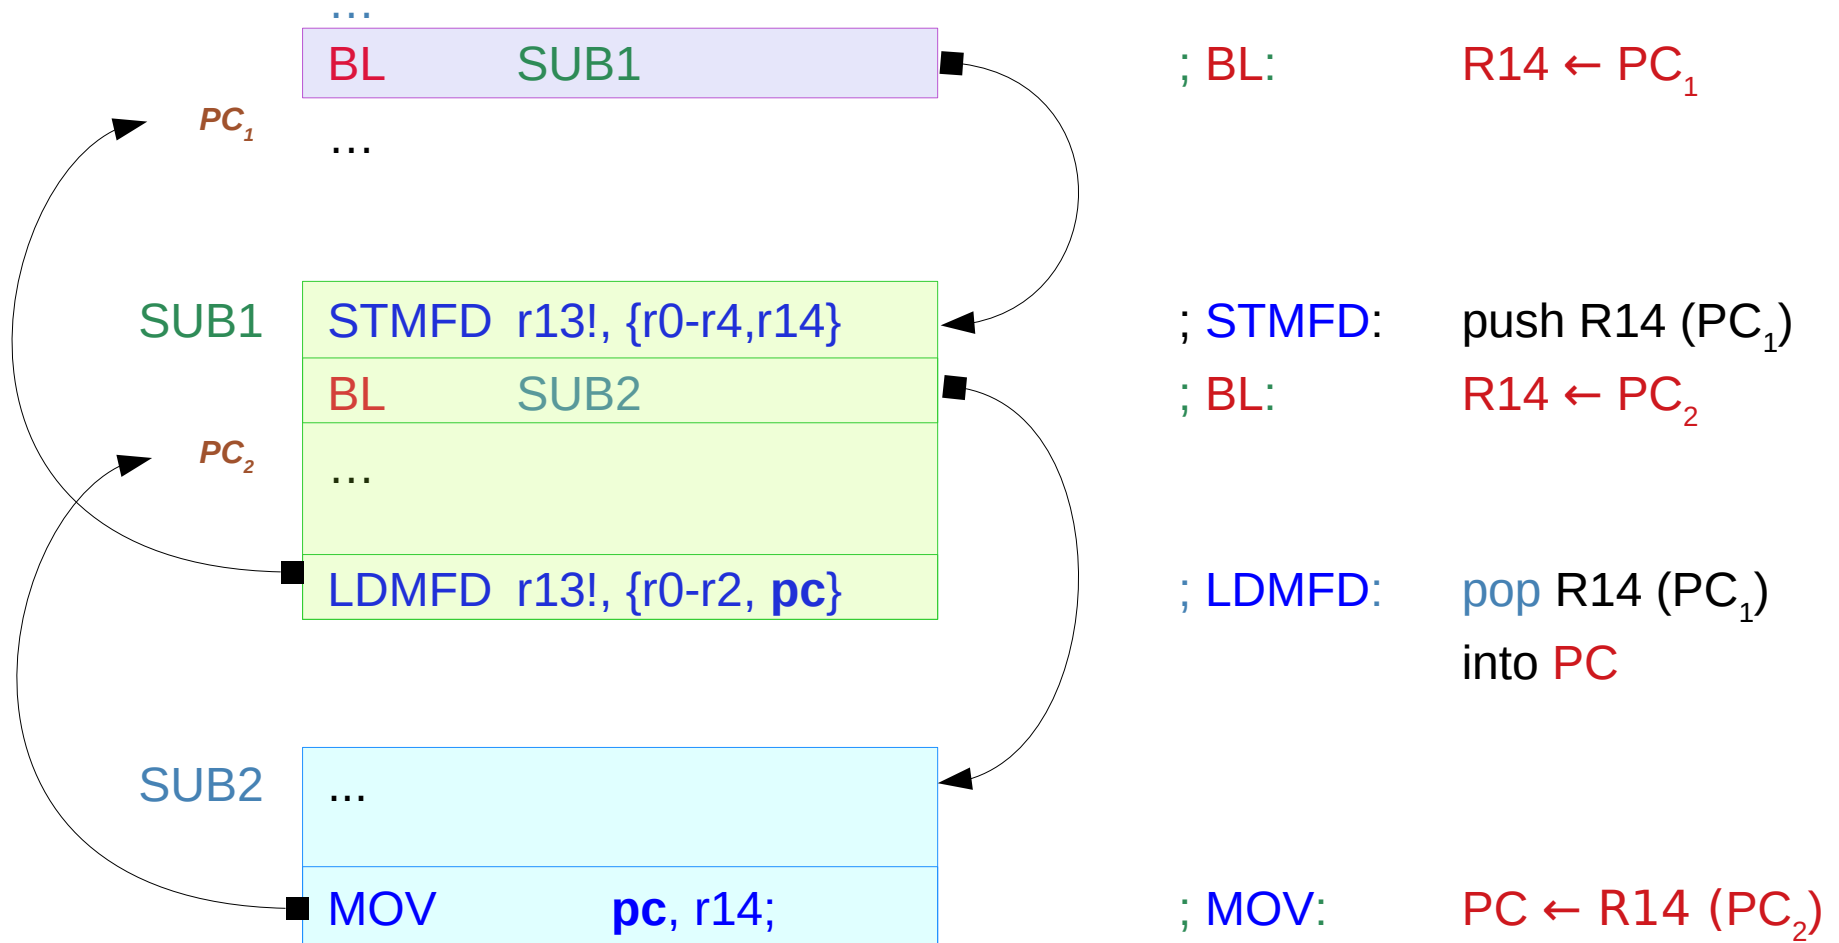 ...
BL SUB1 ; BL: R14 ← PC1
PC1
...
SUB1 STMFD r13!, {r0-r4,r14} ; STMFD: push R14 (PC1)
BL SUB2 ; BL: R14 ← PC2
PC2
...
LDMFD r13!, {r0-r2, pc} ; LDMFD: pop R14 (PC1)
into PC
SUB2 ...
MOV pc, r14; ; MOV: PC ← R14 (PC2)